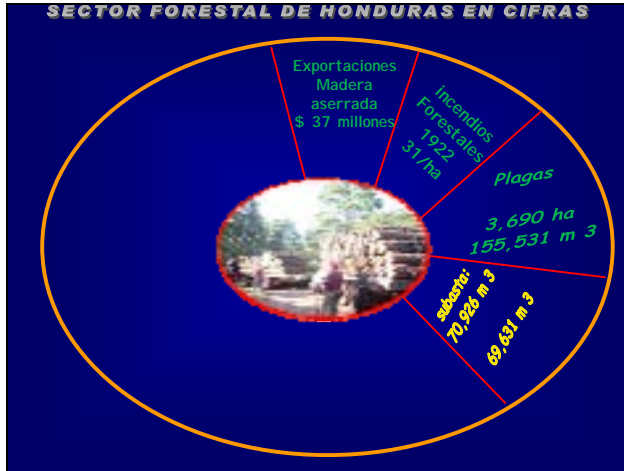 SECTOR FORESTAL DE HONDURAS EN CIFRAS
Exportaciones
Madera
aserrada
$ 37 millones
incendios
Forestales
1922
31/ha
Plagas
3,690 ha
155,531 m 3
subasta:
70,926 m 3
69,631 m 3